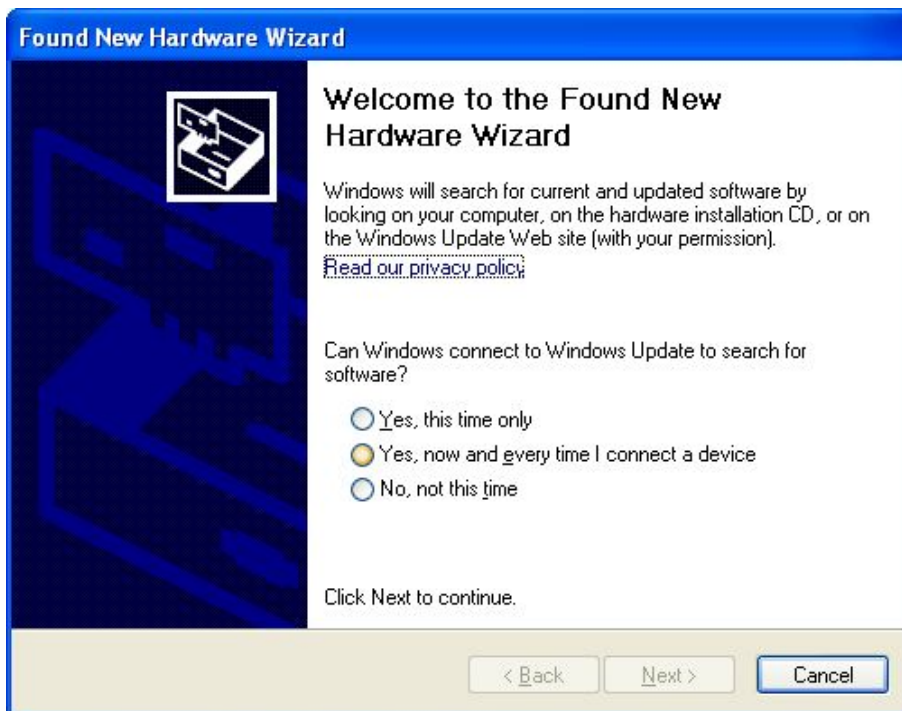 Found New Hardware Wizard
Welcome to the Found New
Hardware Wizard
Windows will search for current and updated software by
looking on your computer, on the hardware installation CD, or on
the Windows Update Web site (with your permission).
Read our privacy policy
Can Windows connect to Windows Update to search for
software?
Yes, this time only
Yes, now and every time I connect a device
No, not this time
Click Next to continue.
< Back
Next >
Cancel